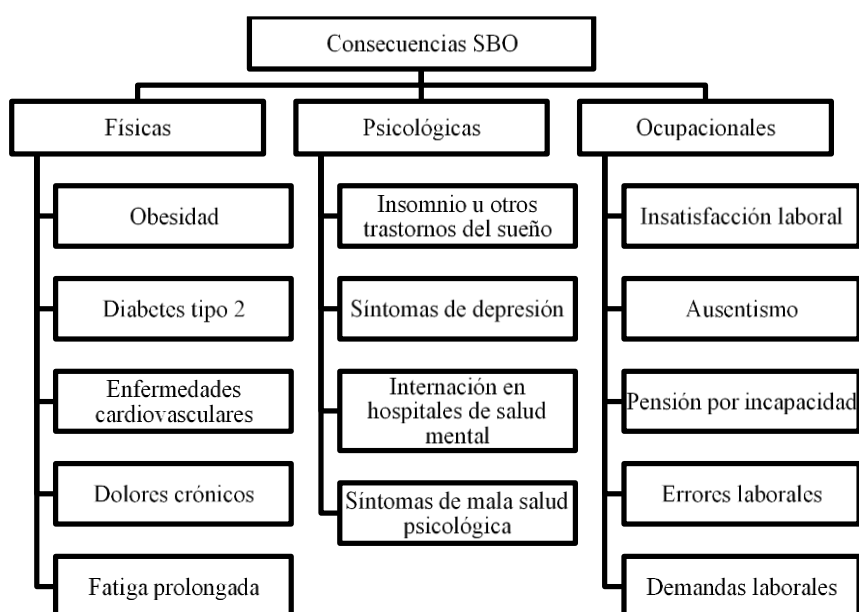 Consecuencias SBO
Físicas
Psicológicas
Ocupacionales
Obesidad
Diabetes tipo 2
Enfermedades
cardiovasculares
Dolores crónicos
Fatiga prolongada
Insomnio u otros
trastornos del sueño
Síntomas de depresión
Internación en
hospitales de salud
mental
Síntomas de mala salud
psicológica
Insatisfacción laboral
Ausentismo
Pensión por incapacidad
Errores laborales
Demandas laborales